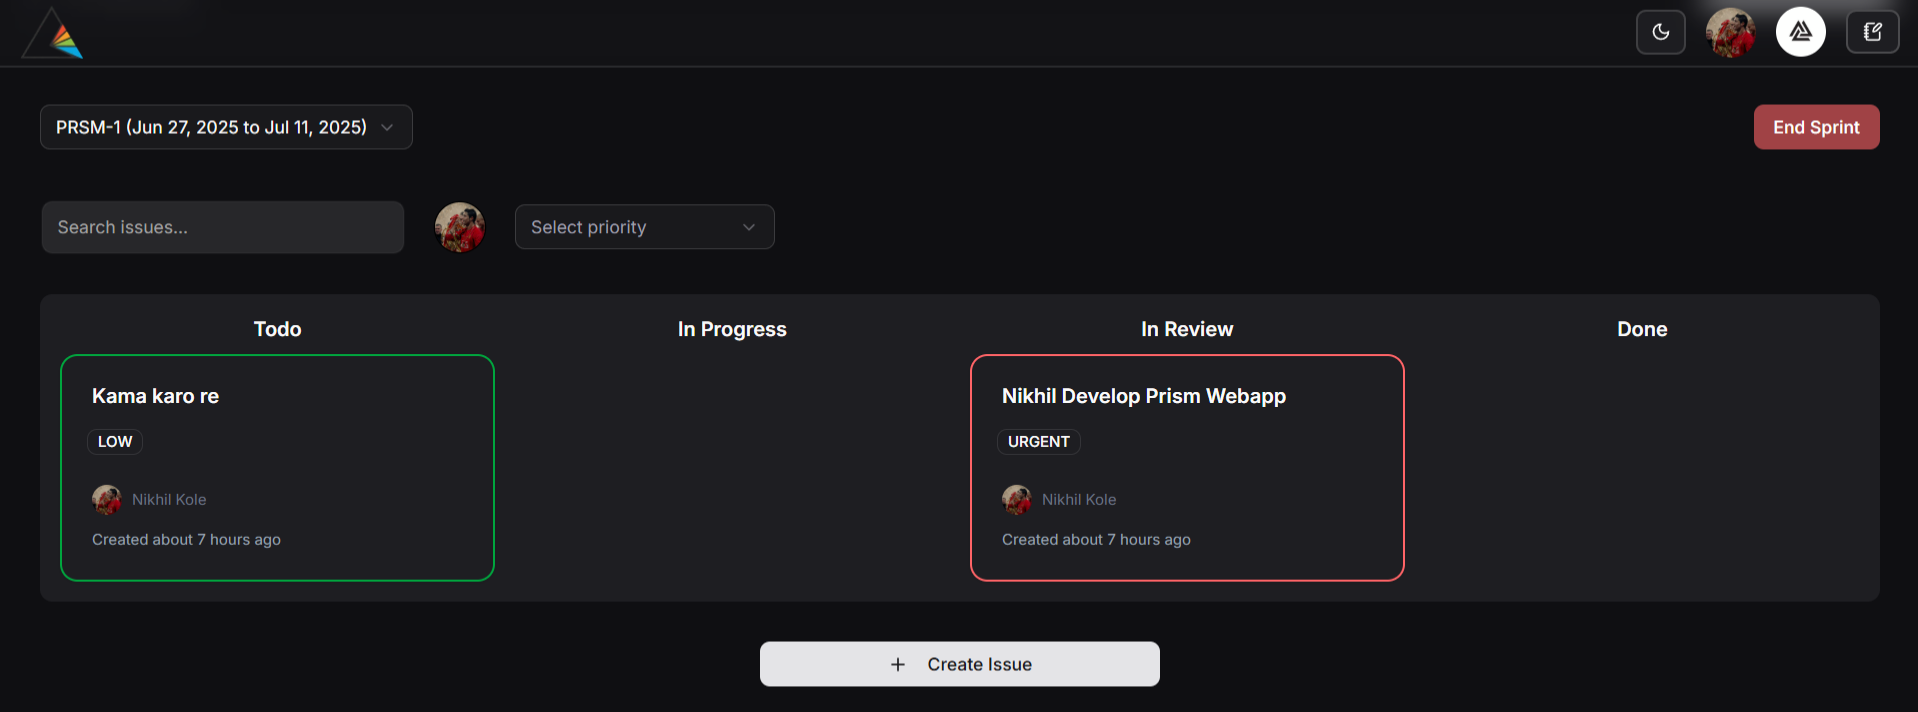 PRSM-1 (Jun 27, 2025 to Jul 11, 2025)
End Sprint
Search issues...
Select priority
Todo
In Progress
In Review
Done
Kama karo re
LOW
Nikhil Kole
Created about 7 hours ago
Nikhil Develop Prism Webapp
URGENT
Nikhil Kole
Created about 7 hours ago
+ Create Issue